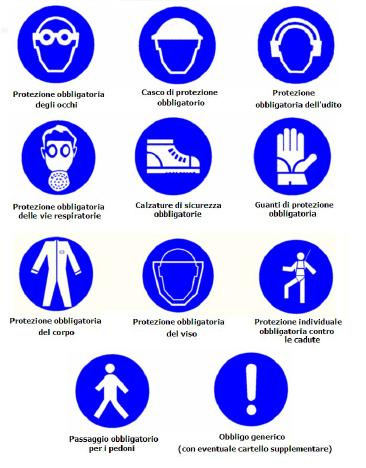 Protezione obbligatoria
degli occhi
Casco di protezione
obbligatorio
Protezione
obbligatoria dell'udito
Protezione obbligatoria
delle vie respiratorie
Calzature di sicurezza
obbligatorie
Guanti di protezione
obbligatoria
Protezione obbligatoria
del corpo
Protezione obbligatoria
del viso
Protezione individuale
obbligatoria contro
le cadute
Passaggio obbligatorio
per i pedoni
Obbligo generico
(con eventuale cartello supplementare)